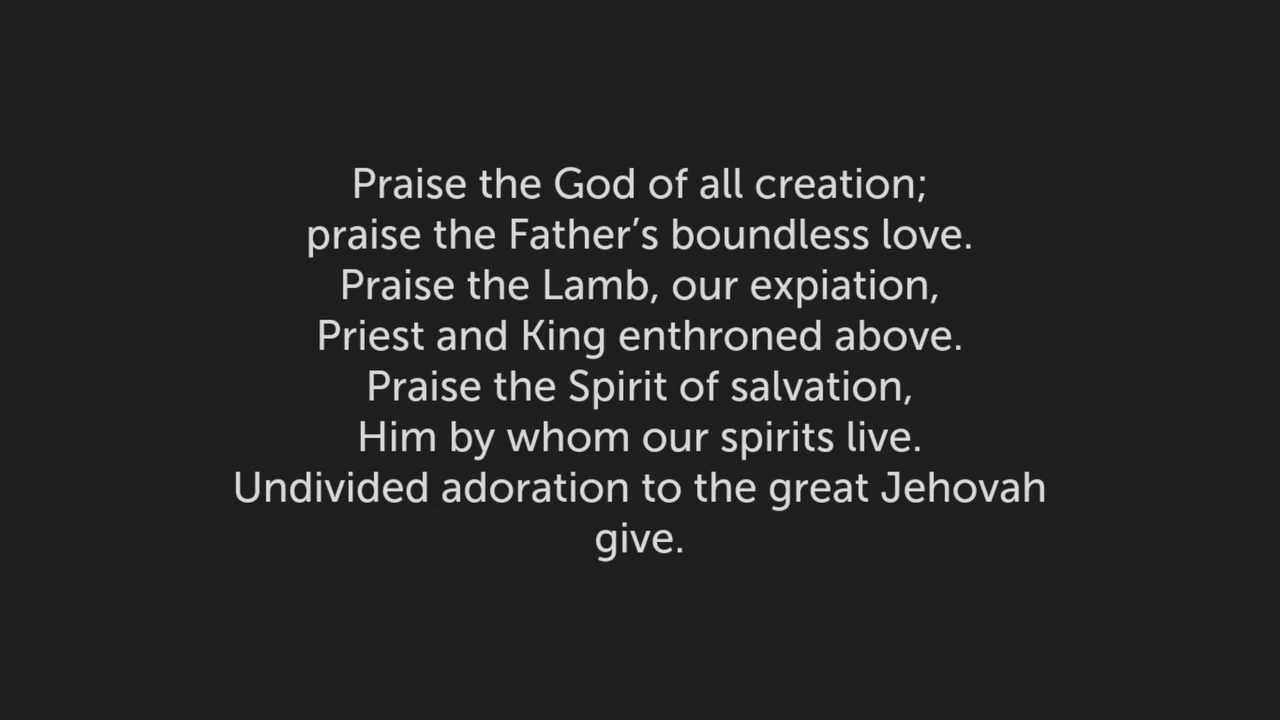 Praise the God of all creation;
praise the Father’s boundless love.
Praise the Lamb, our expiation,
Priest and King enthroned above.
Praise the Spirit of salvation,
Him by whom our spirits live.
Undivided adoration to the great Jehovah
give.